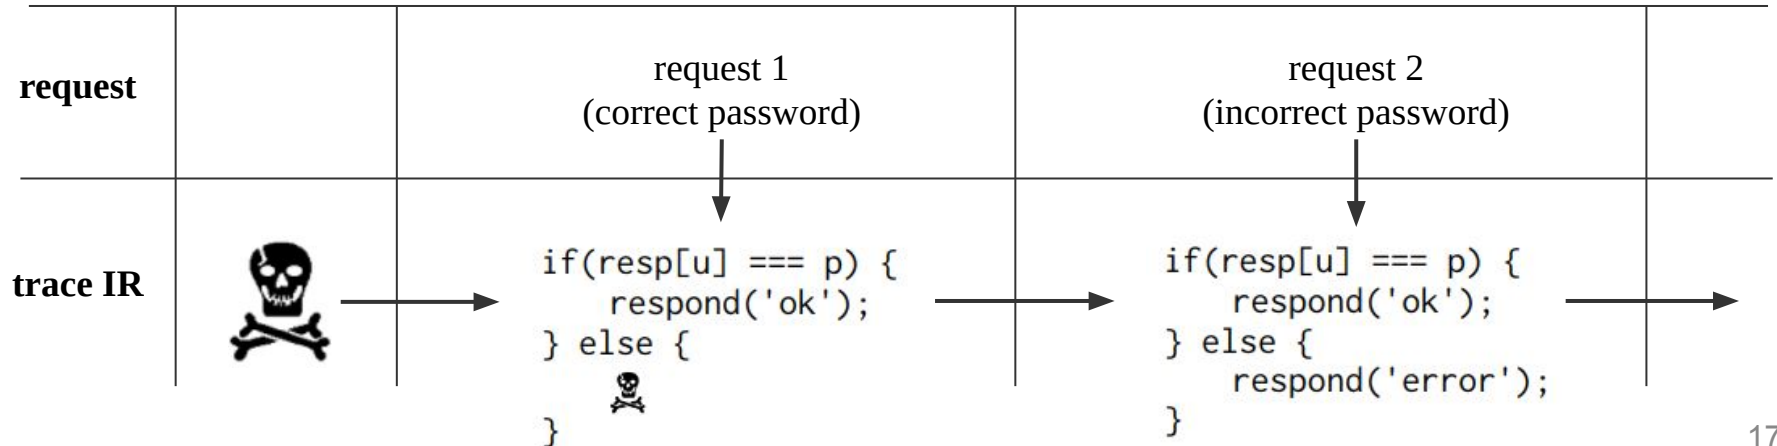 request
request 1
(correct password)
request 2
(incorrect password)
trace IR
if(resp[u] === p) {
respond('ok');
} else {
}
if(resp[u] === p) {
respond('ok');
} else {
respond('error');
}
17